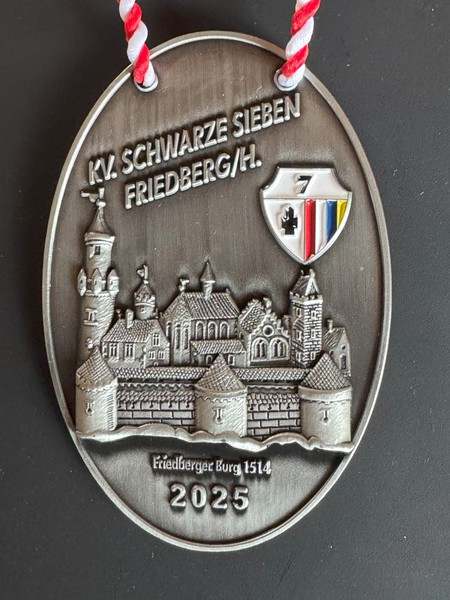 KV. SCHWARZE SIEBEN
FRIEDBERG/H.
7
Friedberger Burg 1514
2025